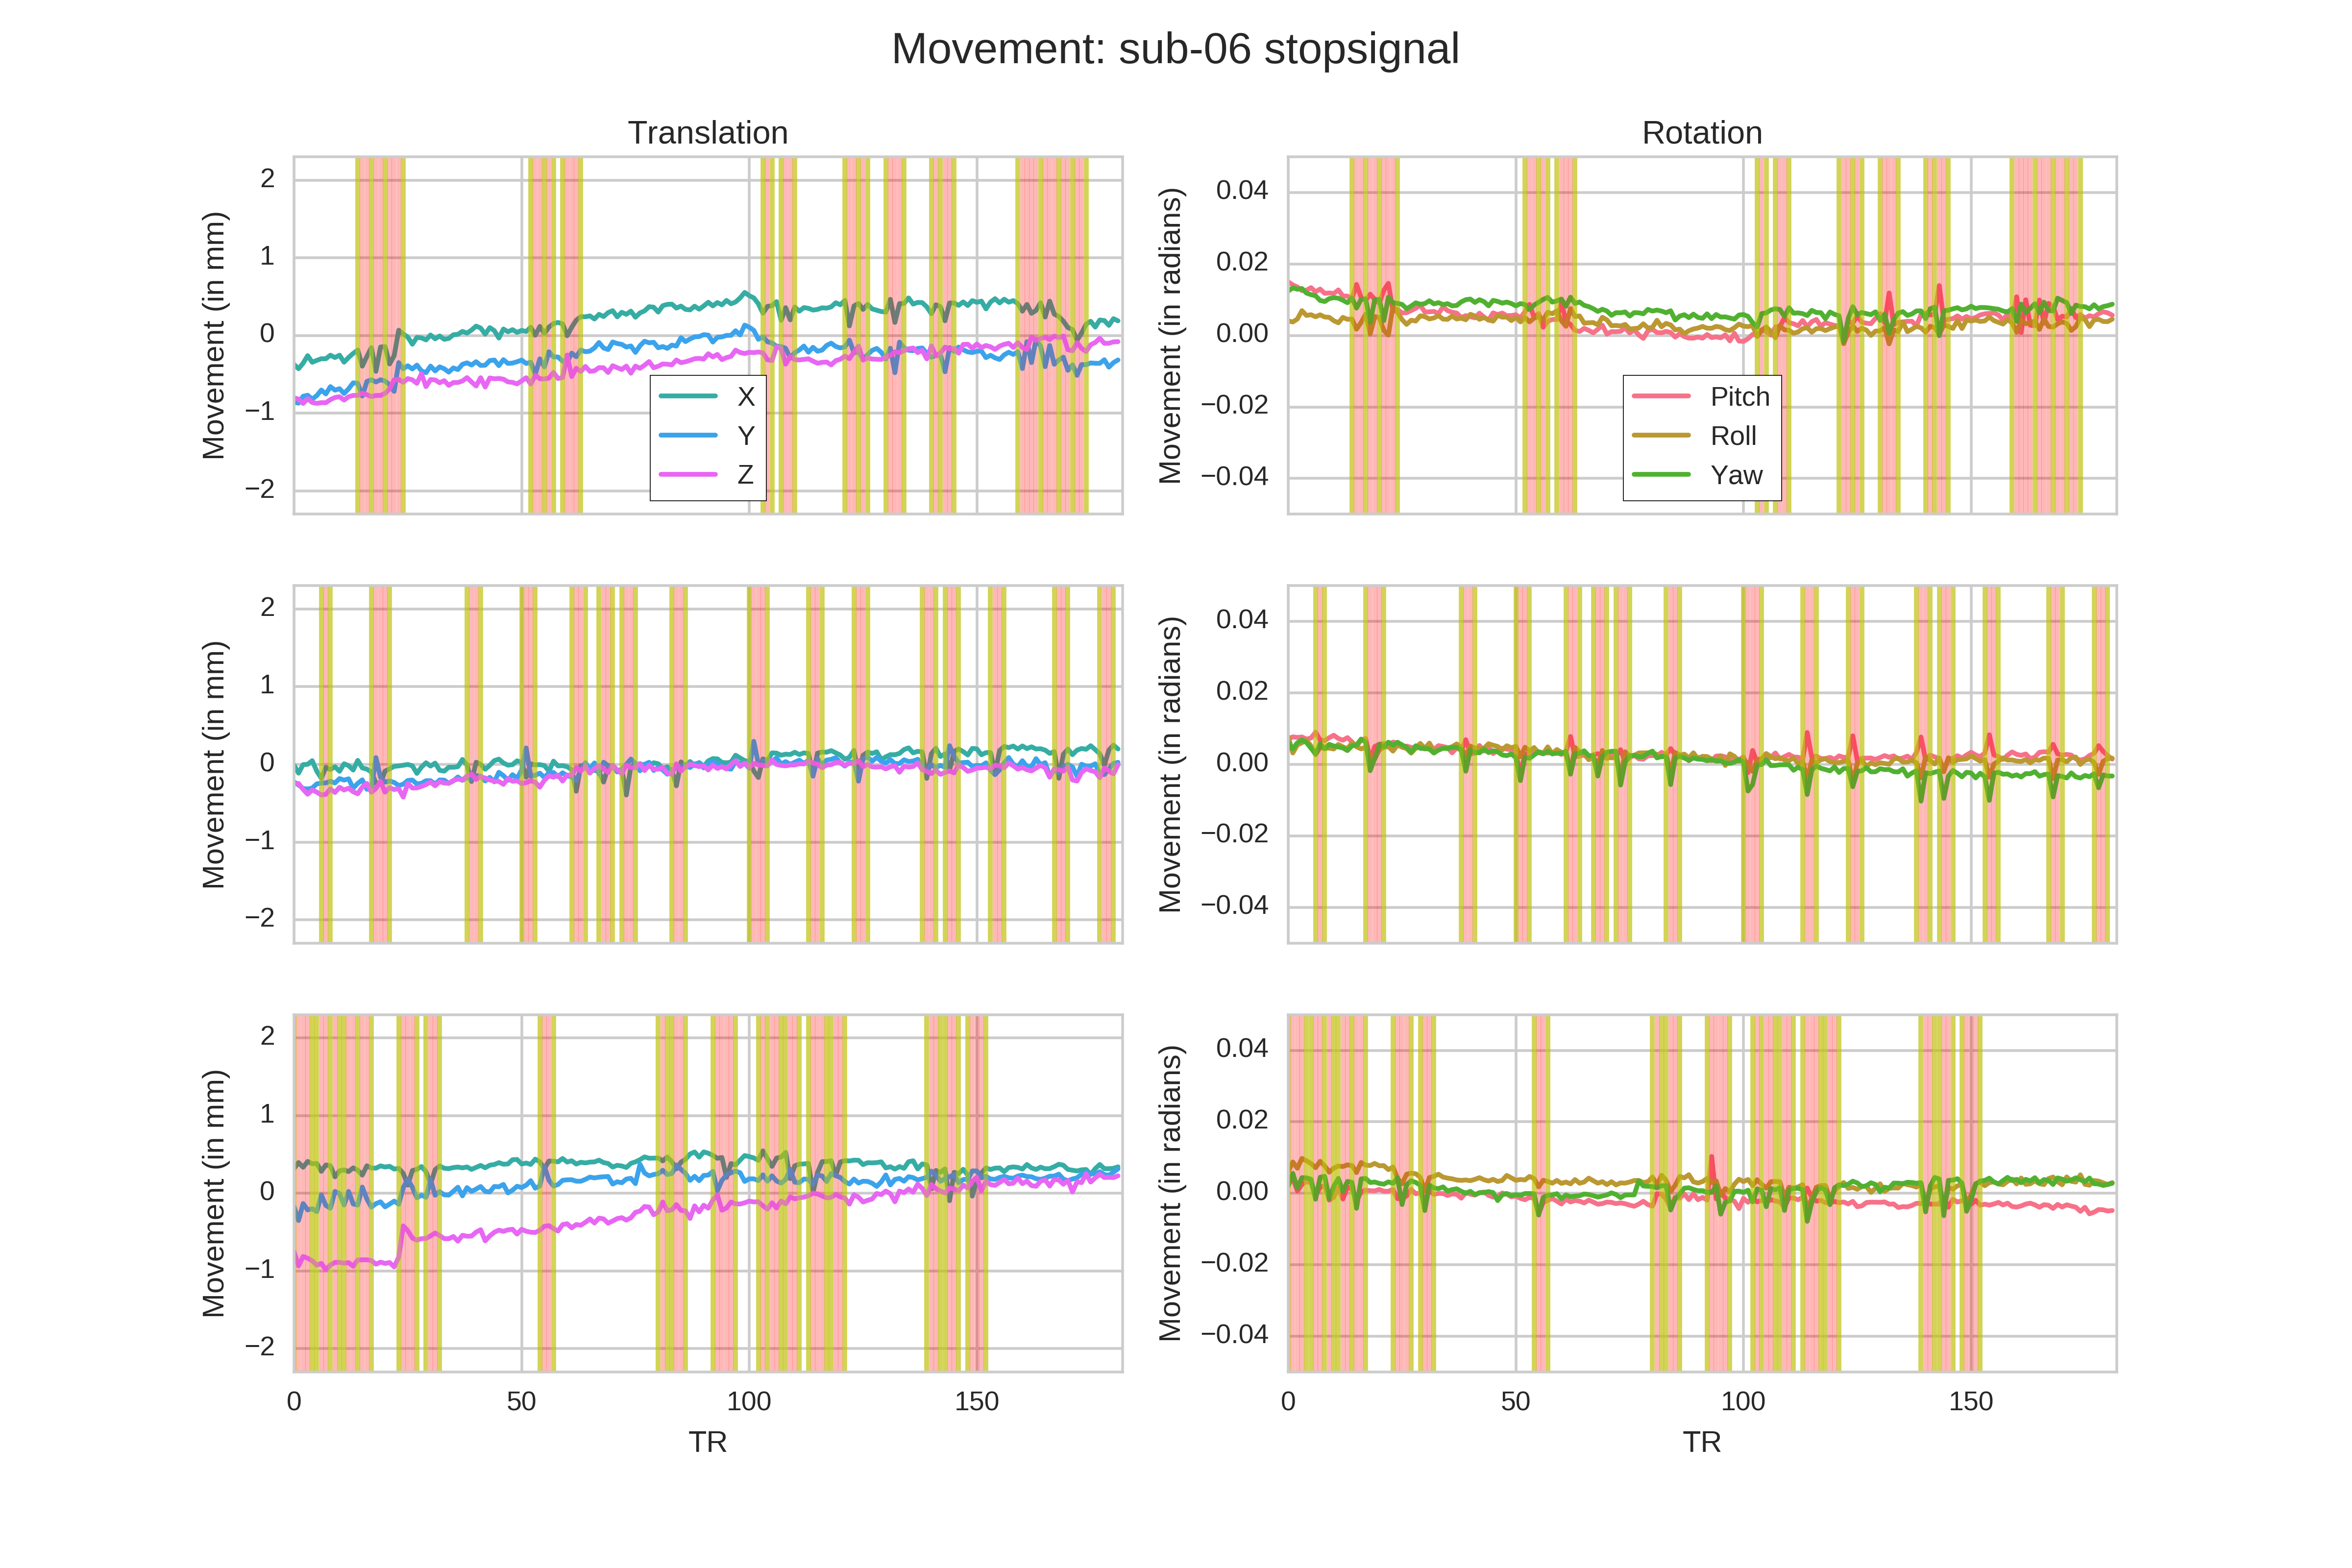 Movement: sub-06 stopsignal
Translation
Rotation
Movement (in mm)
2
1
0
−1
−2
X
Y
Z
Movement (in radians)
0.04
0.02
0.00
−0.02
−0.04
Pitch
Roll
Yaw
Movement (in mm)
2
1
0
−1
−2
Movement (in radians)
0.04
0.02
0.00
−0.02
−0.04
Movement (in mm)
2
1
0
−1
−2
0 50 100 150
TR
Movement (in radians)
0.04
0.02
0.00
−0.02
−0.04
0 50 100 150
TR